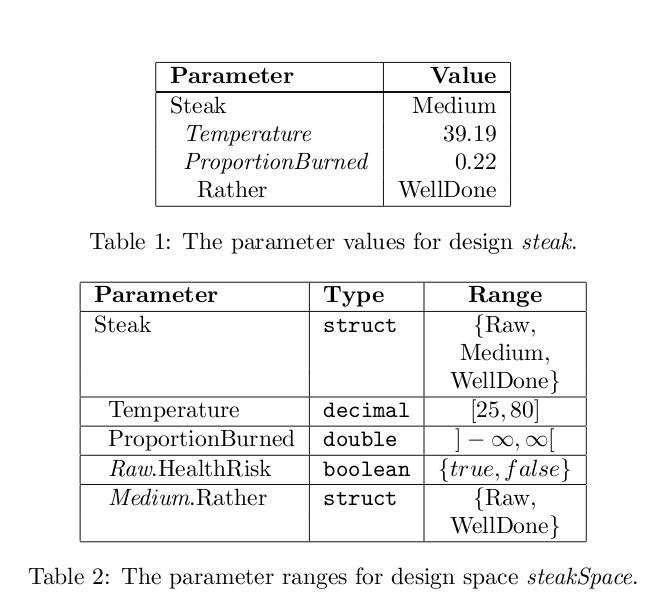 Parameter Value
Steak Medium
Temperature 39.19
ProportionBurned 0.22
Rather WellDone
Table 1: The parameter values for design steak.
Parameter Type Range
Steak struct {Raw,
Medium,
WellDone}
Temperature decimal [25, 80]
ProportionBurned double ] − ∞, ∞[
Raw.HealthRisk boolean {true, false}
Medium.Rather struct {Raw,
WellDone}
Table 2: The parameter ranges for design space steakSpace.